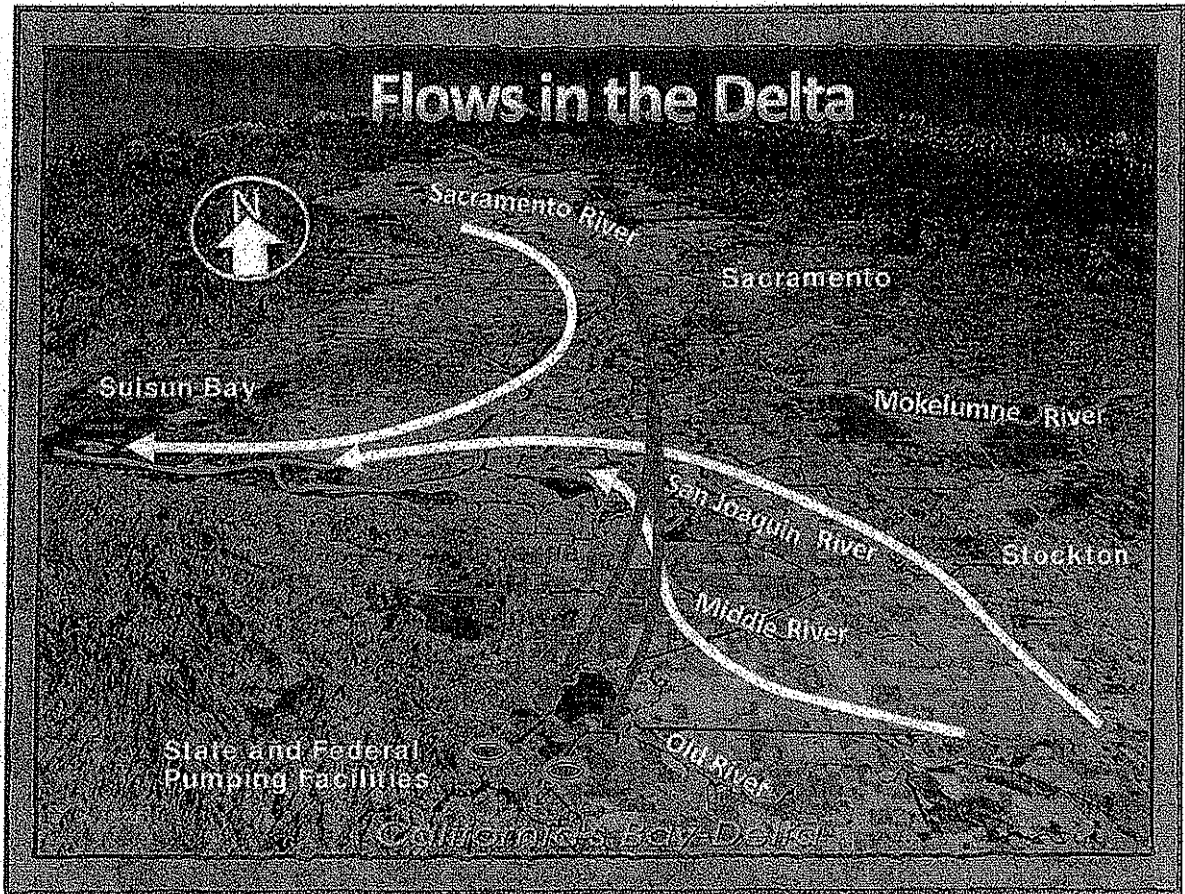 Flows in the Delta
N
Sacramento River
Sacramento
Suisun Bay
Mokelumne River
San Joaquin River
Stockton
Middle River
State and Federal
Pumping Facilities
Old River
California's Bay-Delta